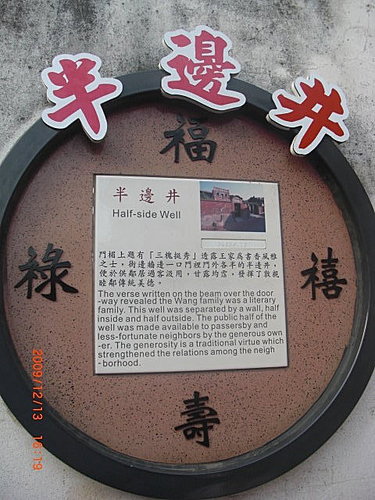 半邊井
福
祿
禧
壽
半邊井
Half-side Well
門楣上題有「三槐挺秀」透露王家為書香風雅
之士,街邊牆邊一口門裡門外各半的半邊井,
便於供鄰居過客汲用,甘露均霑,發揮了敦親
睦鄰傳統美德。
The verse written on the beam over the door
-way revealed the Wang family was a literary
family. This well was separated by a wall, half
inside and half outside. The public half of the
well was made available to passersby and
less-fortunate neighbors by the generous own
-er. The generosity is a traditional virtue which
strengthened the relations among the neigh
-borhood.
2009/12/13 16:19